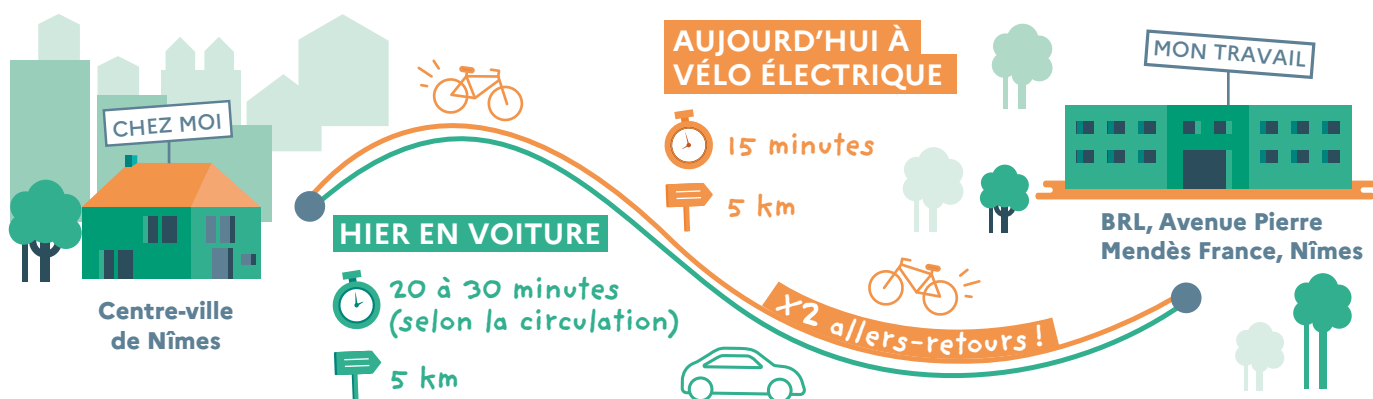 CHEZ MOI
Centre-ville
de Nîmes
HIER EN VOITURE
20 à 30 minutes
(selon la circulation)
5 km
AUJOURD'HUI À
VÉLO ÉLECTRIQUE
15 minutes
5 km
x2 allers-retours !
MON TRAVAIL
BRL, Avenue Pierre
Mendès France, Nîmes